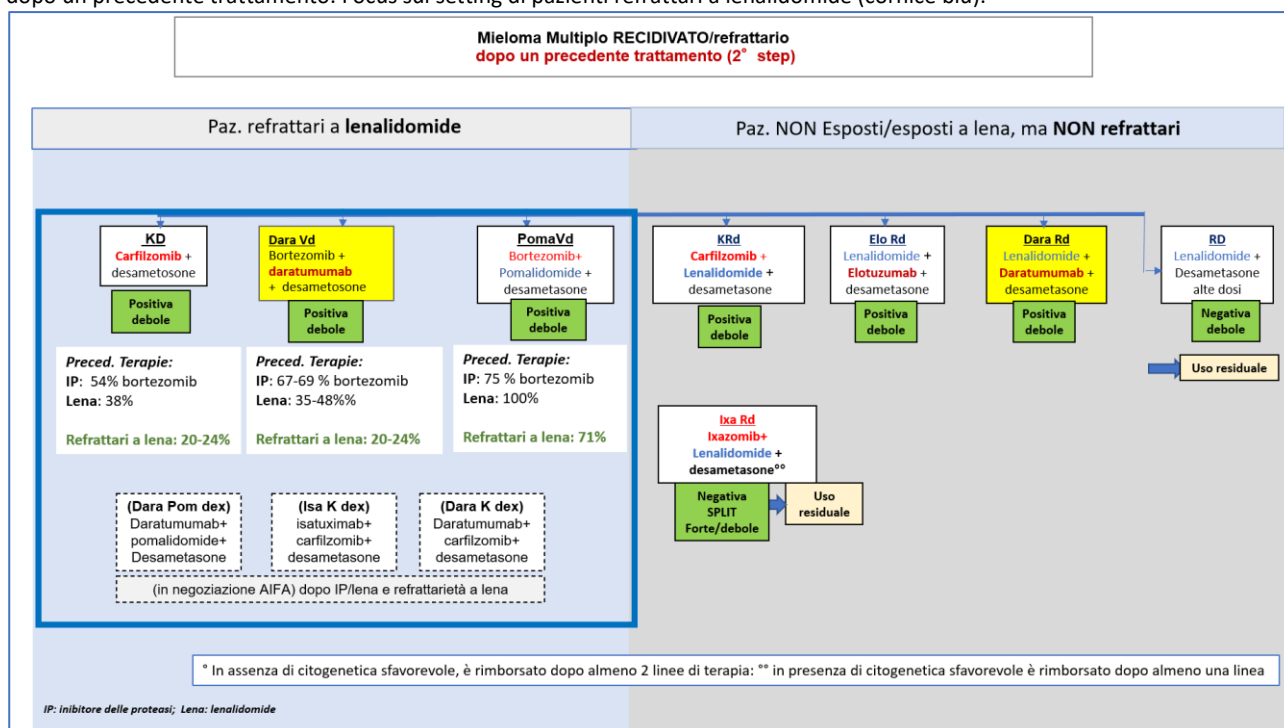 dopo un precedente trattamento. Focus sul setting di pazienti refrattari a lenalidomide (cornice blu).
Mieloma Multiplo RECIDIVATO/refrattario
dopo un precedente trattamento (2° step)
Paz. refrattari a lenalidomide
Paz. NON Esposti/esposti a lena, ma NON refrattari
KD
Carfilzomib +
desametosone
Positiva
debole
Dara Vd
Bortezomib +
daratumumab
+ desametosone
Positiva
debole
PomaVd
Bortezomib+
Pomalidomide +
desametasone
Positiva
debole
KRd
Carfilzomib +
Lenalidomide +
desametasone
Positiva
debole
Elo Rd
Lenalidomide +
Elotuzumab +
desametasone
Positiva
debole
Dara Rd
Lenalidomide +
Daratumumab +
desametasone
Positiva
debole
RD
Lenalidomide +
Desametasone
alte dosi
Negativa
debole
Uso residuale
Preced. Terapie:
IP: 54% bortezomib
Lena: 38%
Refrattari a lena: 20-24%
Preced. Terapie:
IP: 67-69 % bortezomib
Lena: 35-48%%
Refrattari a lena: 20-24%
Preced. Terapie:
IP: 75 % bortezomib
Lena: 100%
Refrattari a lena: 71%
Ixa Rd
Ixazomib+
Lenalidomide +
desametasone°°
Negativa
SPLIT
Forte/debole
Uso
residuale
(Dara Pom dex)
Daratumumab+
pomalidomide+
Desametasone
(Isa K dex)
isatuximab+
carfilzomib+
desametasone
(Dara K dex)
Daratumumab+
carfilzomib+
desametasone
(in negoziazione AIFA) dopo IP/lena e refrattarietà a lena
° In assenza di citogenetica sfavorevole, è rimborsato dopo almeno 2 linee di terapia: °° in presenza di citogenetica sfavorevole è rimborsato dopo almeno una linea
IP: inibitore delle proteasi; Lena: lenalidomide